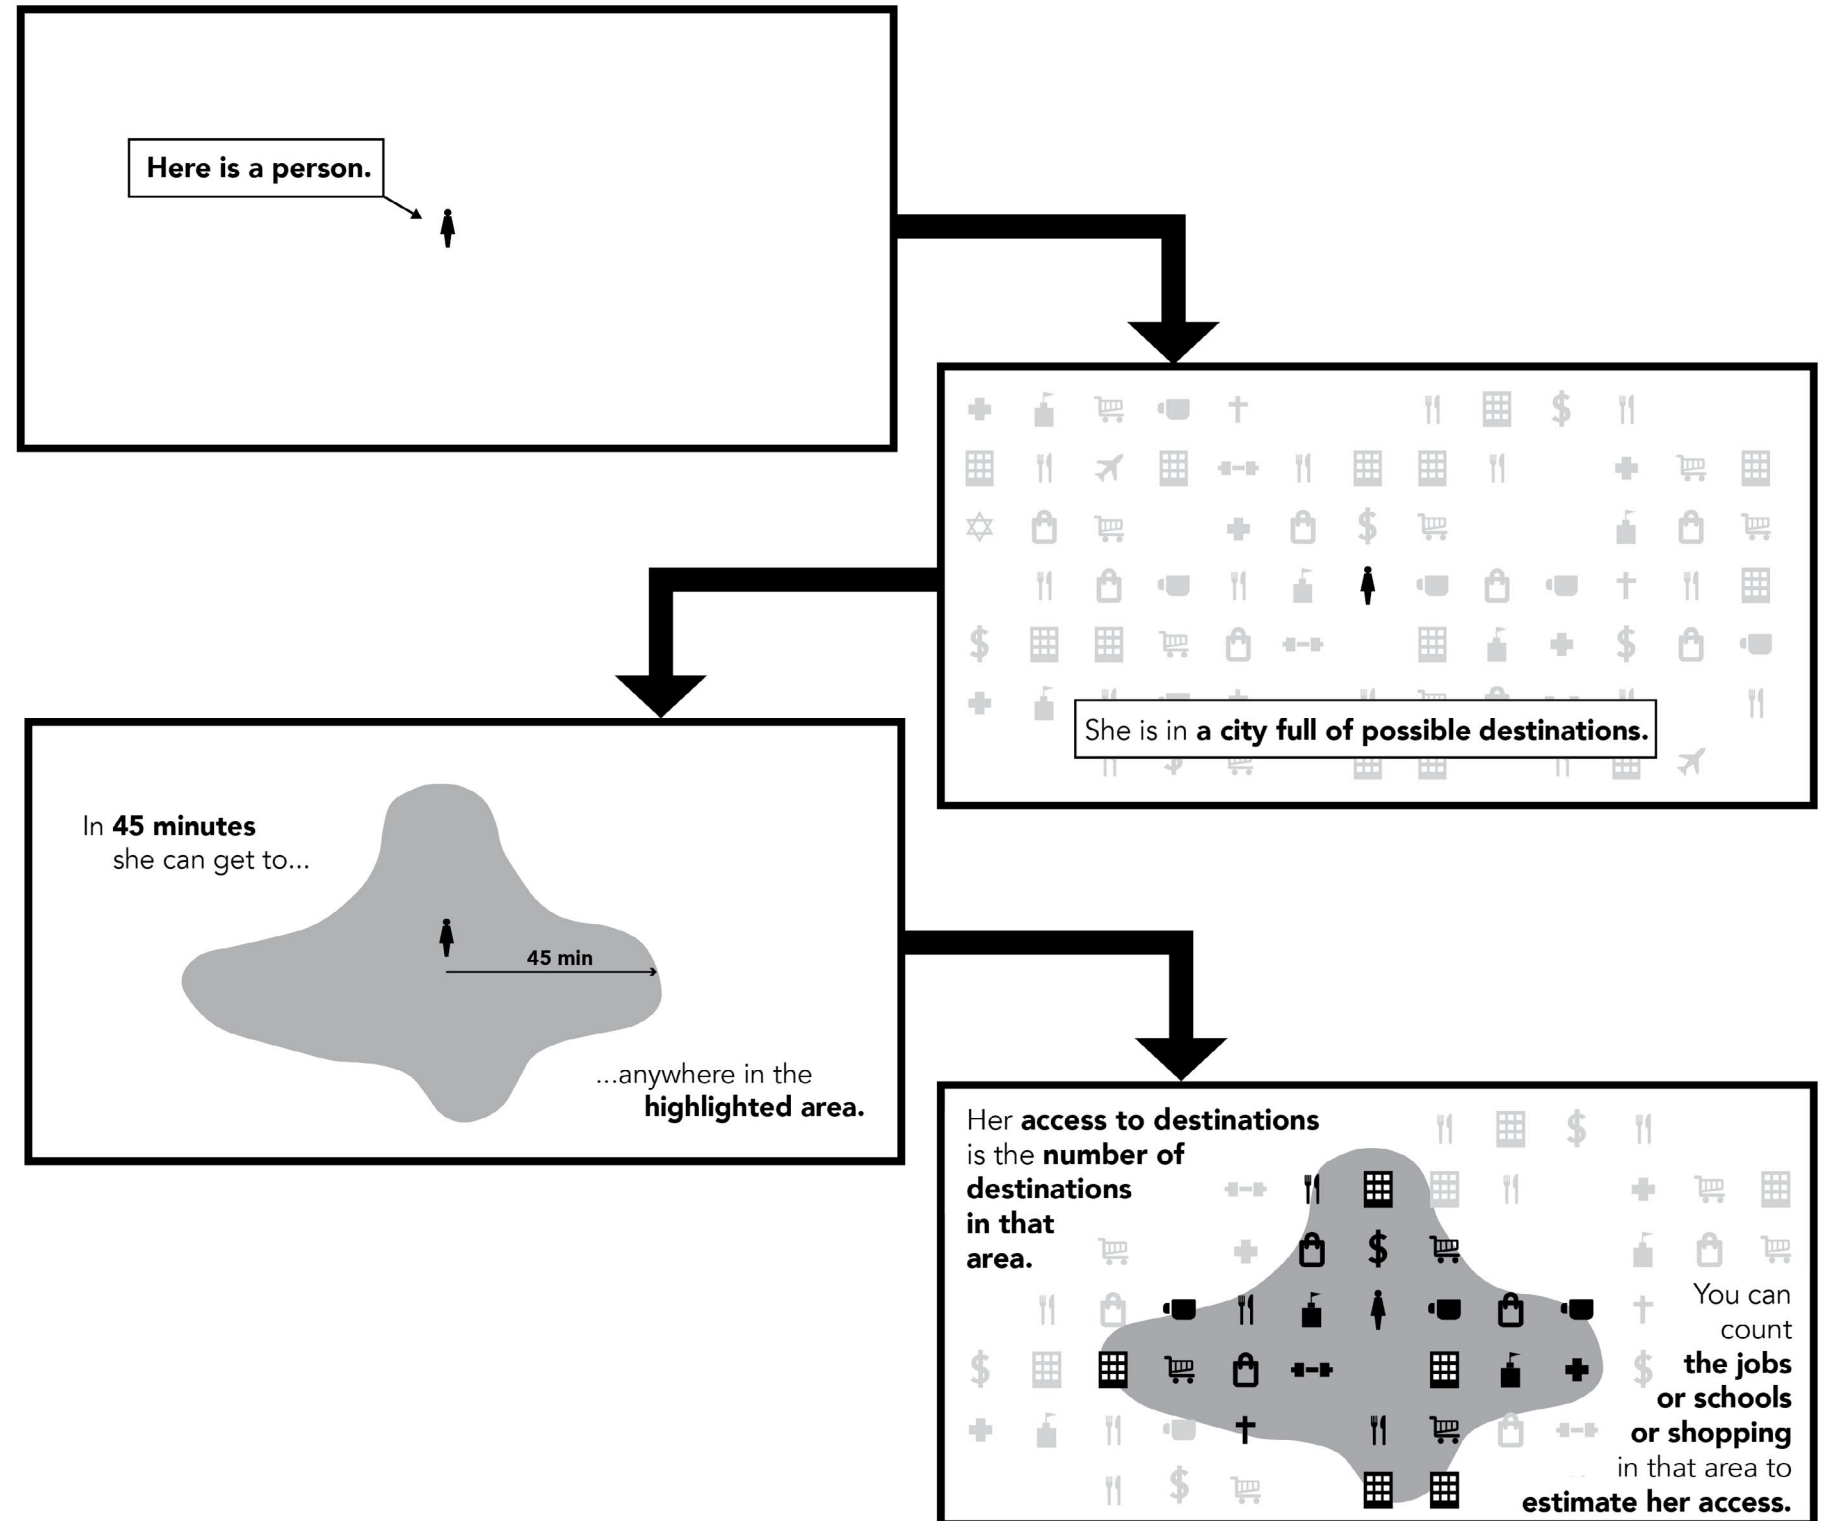 Here is a person.
She is in a city full of possible destinations.
In 45 minutes
she can get to...
45 min
...anywhere in the
highlighted area.
Her access to destinations
is the number of
destinations
in that
area.
You can
count
the jobs
or schools
or shopping
in that area to
estimate her access.